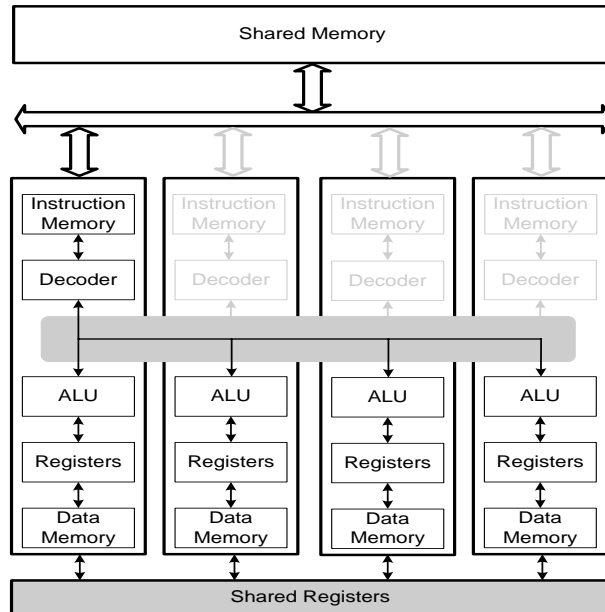 Shared Memory
Instruction
Memory
Decoder
ALU
Registers
Data
Memory
Instruction
Memory
Decoder
ALU
Registers
Data
Memory
Instruction
Memory
Decoder
ALU
Registers
Data
Memory
Instruction
Memory
Decoder
ALU
Registers
Data
Memory
Shared Registers